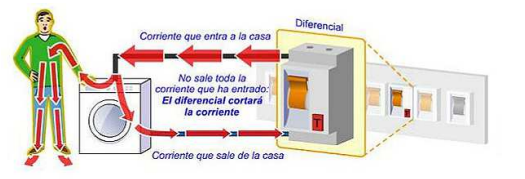 Diferencial
Corriente que entra a la casa
No sale toda la
corriente que ha entrado:
El diferencial cortará
la corriente
T
Corriente que sale de la casa